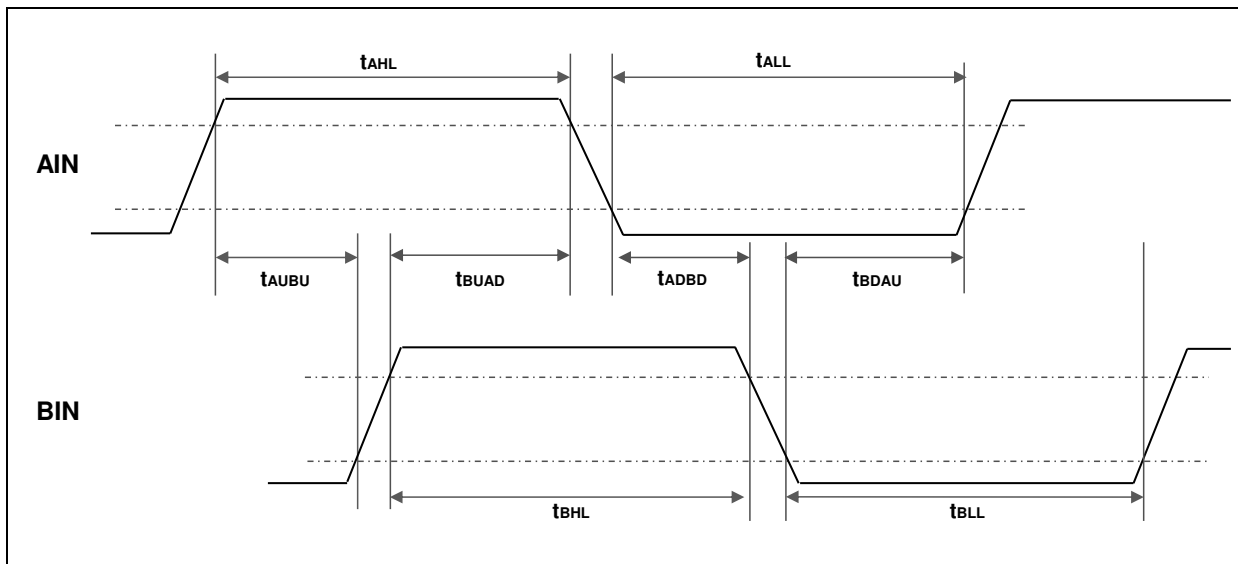 tAHL
tALL
AIN
tAUBU
tBUAD
tADBD
tBDAU
BIN
tBHL
tBLL